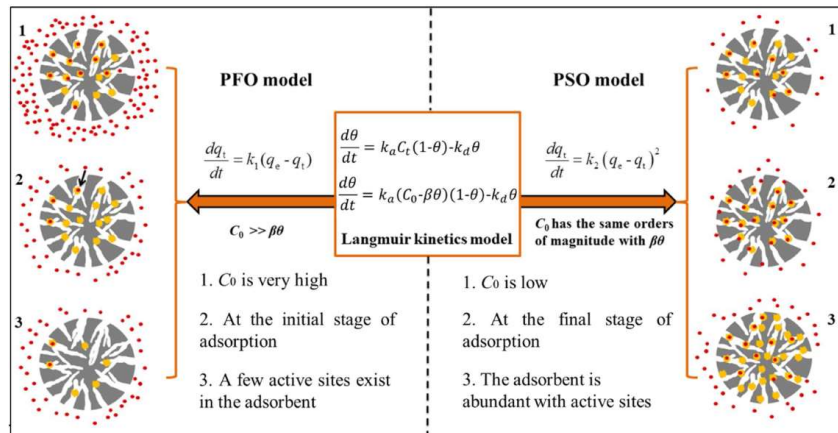 1
2
3
PFO model
dq_t/dt = k_1(q_e - q_t)
C_0 >> βθ
1. C_0 is very high
2. At the initial stage of
adsorption
3. A few active sites exist
in the adsorbent
dθ/dt = k_a C_t(1-θ)-k_d θ
dθ/dt = k_a(C_0-βθ)(1-θ)-k_d θ
Langmuir kinetics model
PSO model
dq_t/dt = k_2(q_e - q_t)^2
C_0 has the same orders
of magnitude with βθ
1. C_0 is low
2. At the final stage of
adsorption
3. The adsorbent is
abundant with active sites
1
2
3